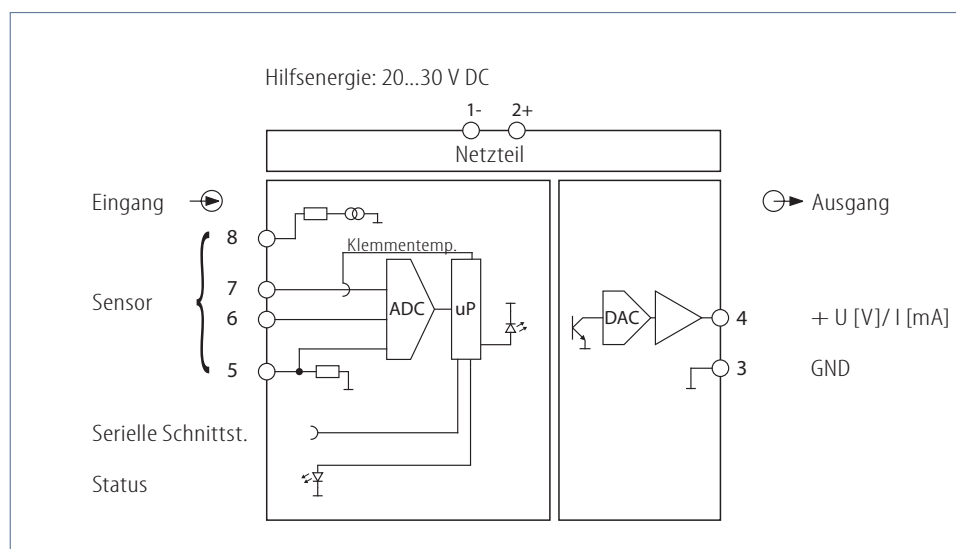 Hilfsenergie: 20...30 V DC
1- 2+
Netzteil
Eingang
Ausgang
8
Klemmentemp.
7
Sensor
ADC
uP
DAC
6
4 + U [V]/ I [mA]
5
3 GND
Serielle Schnittst.
Status